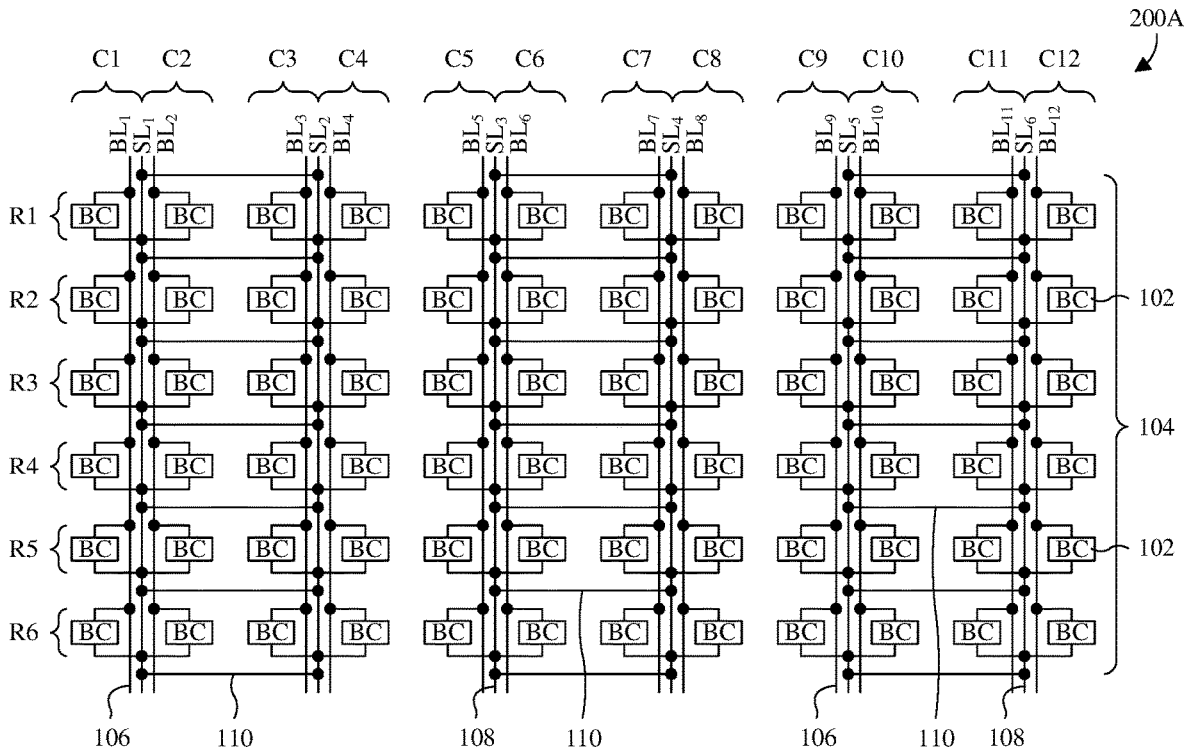 200A
C1 C2 C3 C4 C5 C6 C7 C8 C9 C10 C11 C12
BL1 SL1 BL2 BL3 SL2 BL4 BL5 SL3 BL6 BL7 SL4 BL8 BL9 SL5 BL10 BL11 SL6 BL12
R1 BC BC BC BC BC BC BC BC BC BC BC BC
R2 BC BC BC BC BC BC BC BC BC BC BC BC 102
R3 BC BC BC BC BC BC BC BC BC BC BC BC
104
R4 BC BC BC BC BC BC BC BC BC BC BC BC
R5 BC BC BC BC BC BC BC BC BC BC BC BC 102
R6 BC BC BC BC BC BC BC BC BC BC BC BC
106 110 108 110 106 110 108